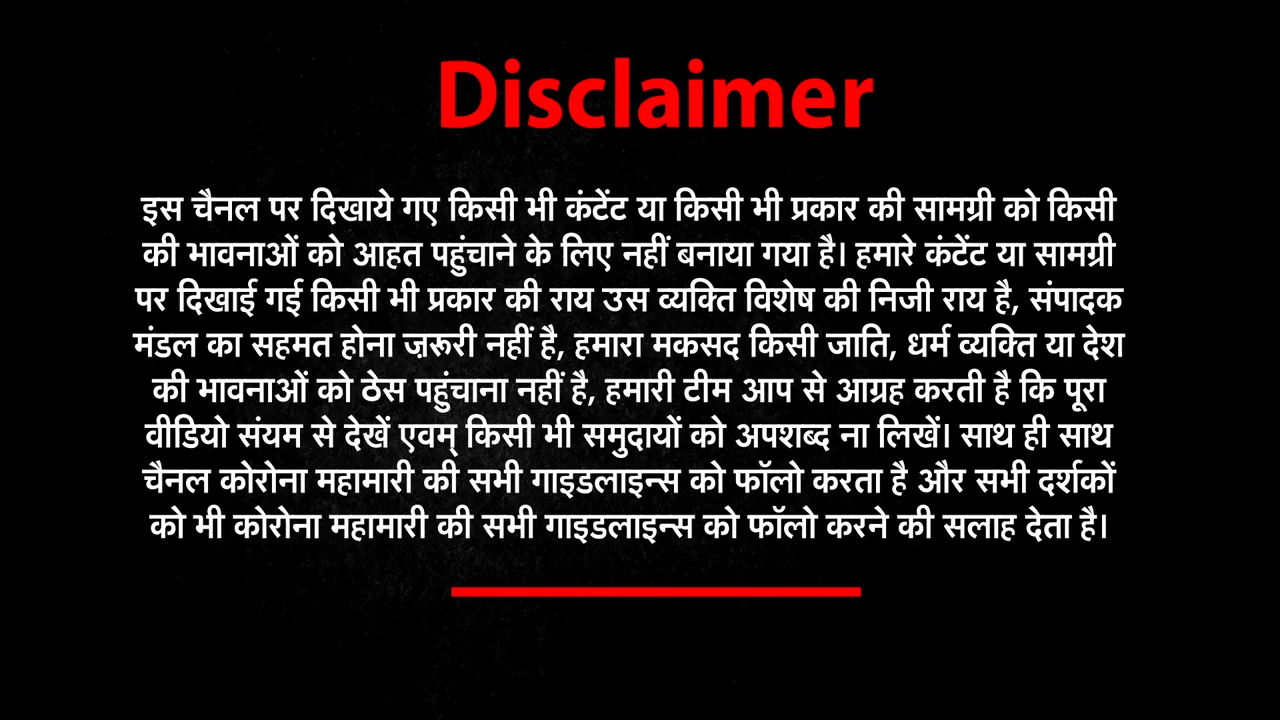 Disclaimer
इस चैनल पर दिखाये गए किसी भी कंटेंट या किसी भी प्रकार की सामग्री को किसी
की भावनाओं को आहत पहुंचाने के लिए नहीं बनाया गया है। हमारे कंटेंट या सामग्री
पर दिखाई गई किसी भी प्रकार की राय उस व्यक्ति विशेष की निजी राय है, संपादक
मंडल का सहमत होना ज़रूरी नहीं है, हमारा मकसद किसी जाति, धर्म व्यक्ति या देश
की भावनाओं को ठेस पहुंचाना नहीं है, हमारी टीम आप से आग्रह करती है कि पूरा
वीडियो संयम से देखें एवम् किसी भी समुदायों को अपशब्द ना लिखें। साथ ही साथ
चैनल कोरोना महामारी की सभी गाइडलाइन्स को फॉलो करता है और सभी दर्शकों
को भी कोरोना महामारी की सभी गाइडलाइन्स को फॉलो करने की सलाह देता है।